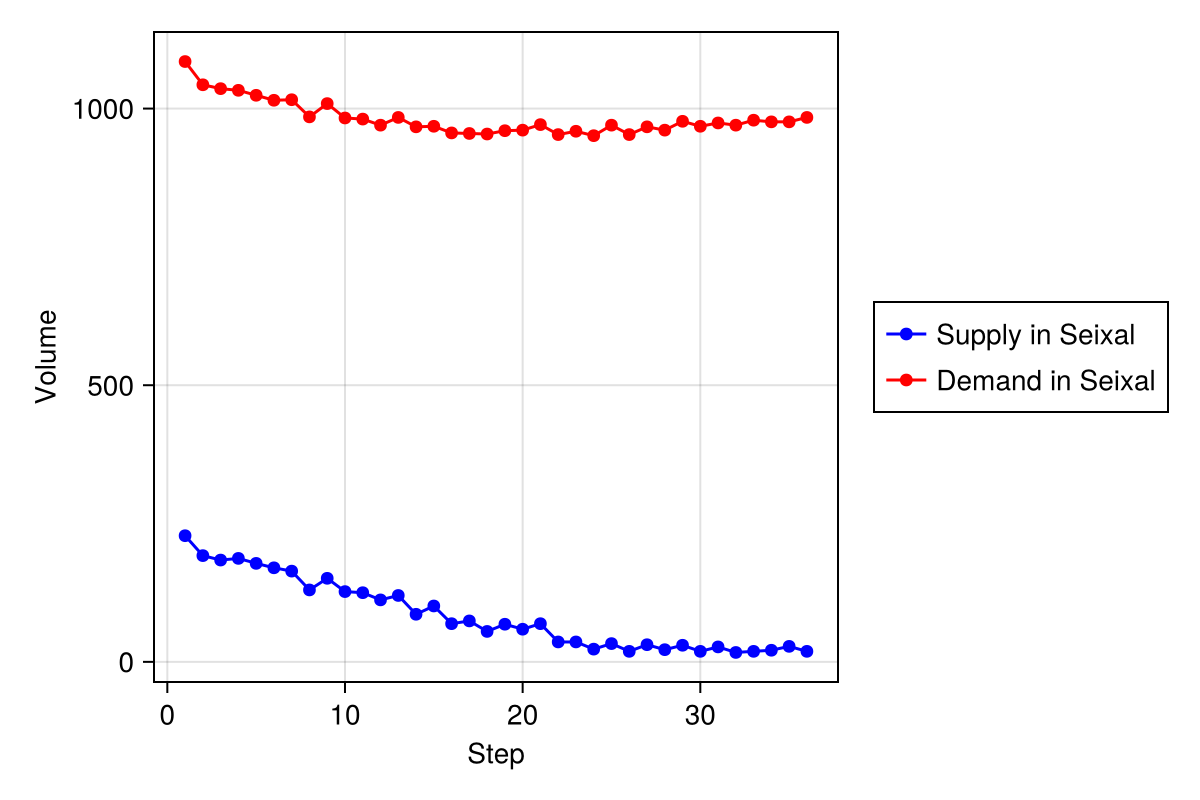 1000
500
0
0 10 20 30
Volume
Step
Supply in Seixal
Demand in Seixal